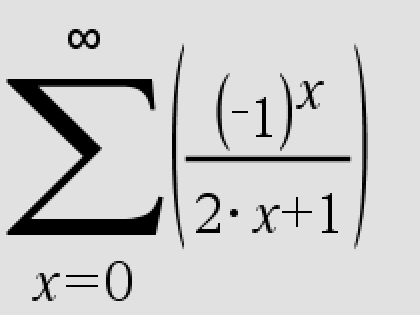 ∞
∑ ( (-1)^x / (2· x+1) )
x=0